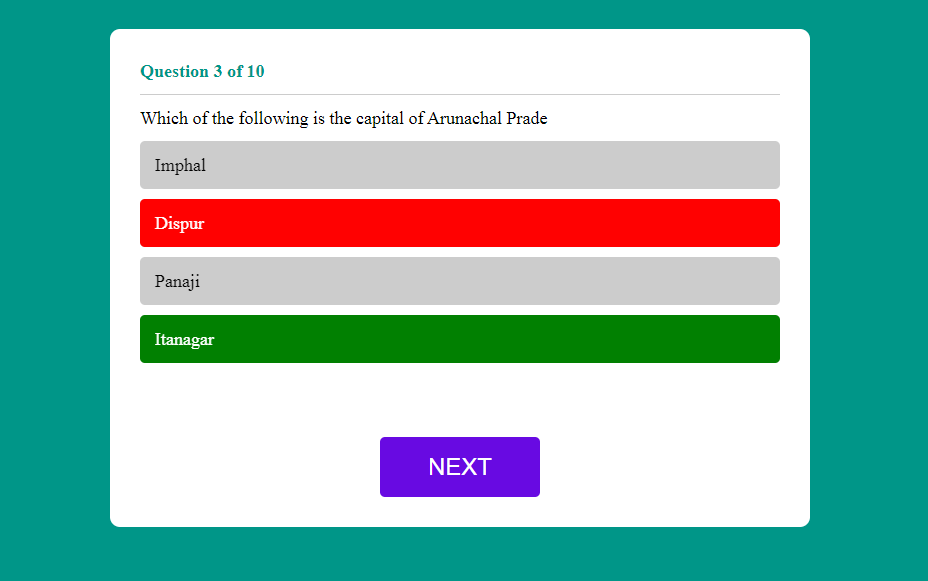 Question 3 of 10
Which of the following is the capital of Arunachal Prade
Imphal
Dispur
Panaji
Itanagar
NEXT